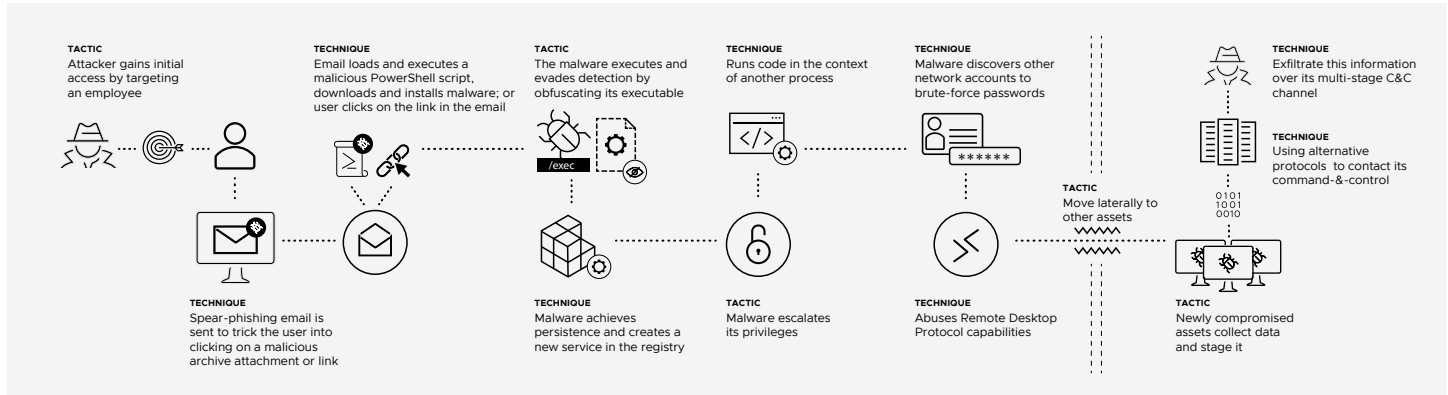 TACTIC
Attacker gains initial
access by targeting
an employee
TECHNIQUE
Spear-phishing email is
sent to trick the user into
clicking on a malicious
archive attachment or link
TECHNIQUE
Email loads and executes a
malicious PowerShell script,
downloads and installs malware; or
user clicks on the link in the email
TACTIC
The malware executes and
evades detection by
obfuscating its executable
/exec
TECHNIQUE
Malware achieves
persistence and creates a
new service in the registry
TACTIC
Malware escalates
its privileges
TECHNIQUE
Runs code in the context
of another process
</>
TECHNIQUE
Malware discovers other
network accounts to
brute-force passwords
******
TECHNIQUE
Abuses Remote Desktop
Protocol capabilities
TACTIC
Move laterally to
other assets
TACTIC
Newly compromised
assets collect data
and stage it
0101
1001
0010
TECHNIQUE
Using alternative
protocols to contact its
command-&-control
TECHNIQUE
Exfiltrate this information
over its multi-stage C&C
channel